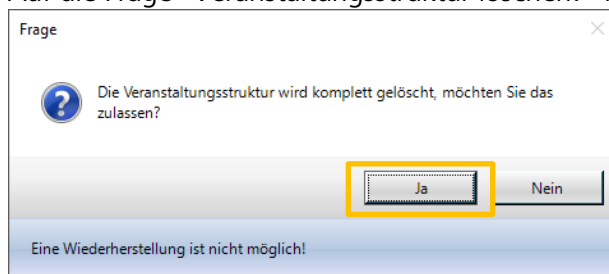 Frage
Die Veranstaltungsstruktur wird komplett gelöscht, möchten Sie das
zulassen?
Ja Nein
Eine Wiederherstellung ist nicht möglich!